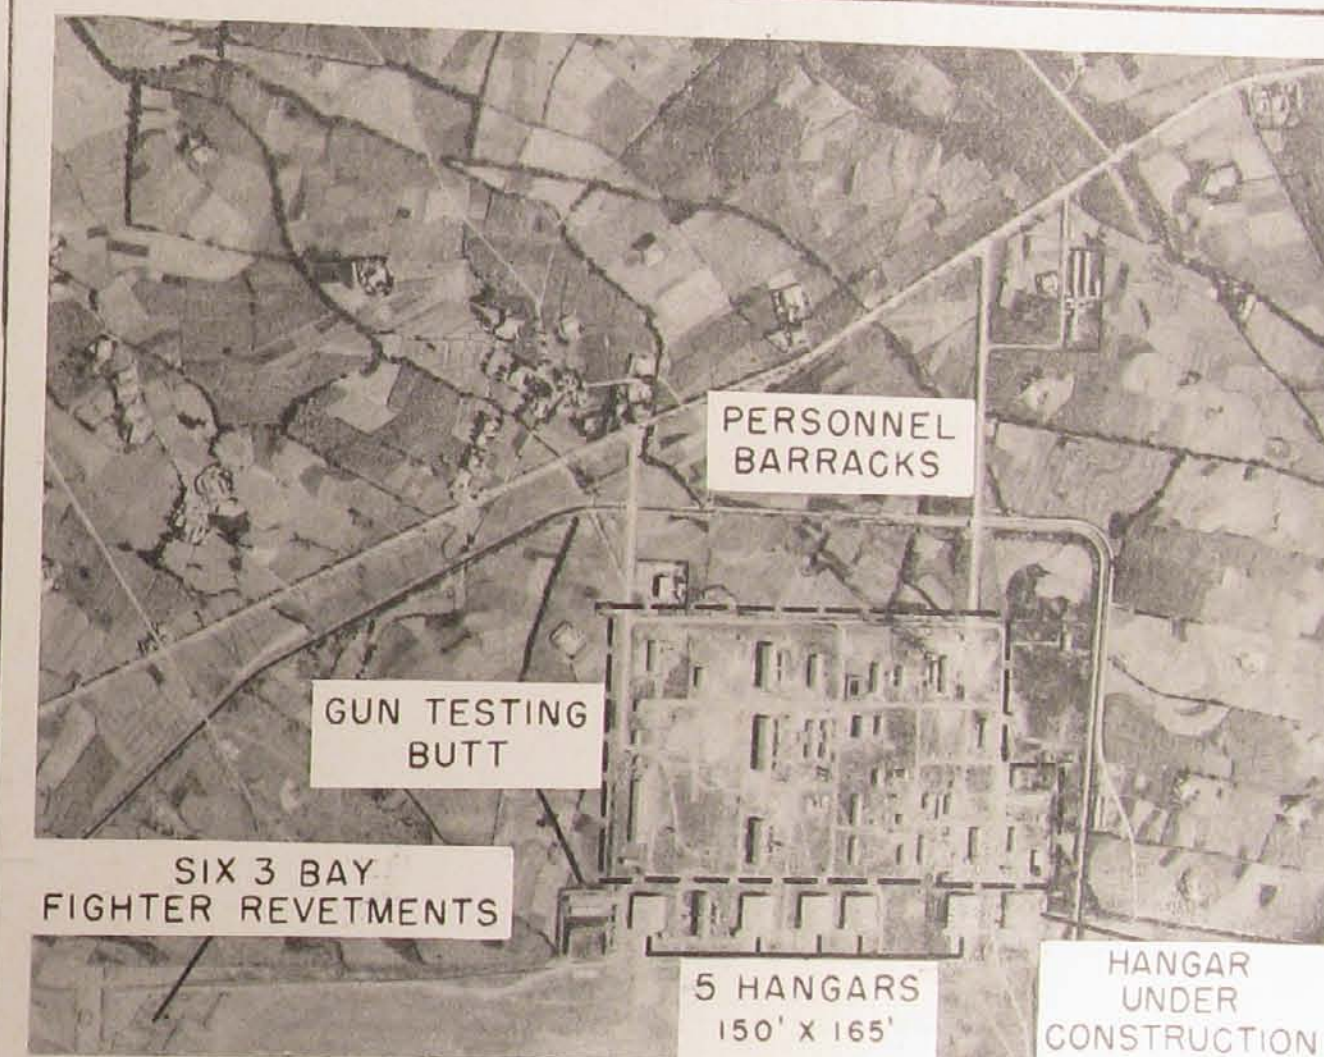 PERSONNEL
BARRACKS
GUN TESTING
BUTT
SIX 3 BAY
FIGHTER REVETMENTS
5 HANGARS
150' X 165'
HANGAR
UNDER
CONSTRUCTION